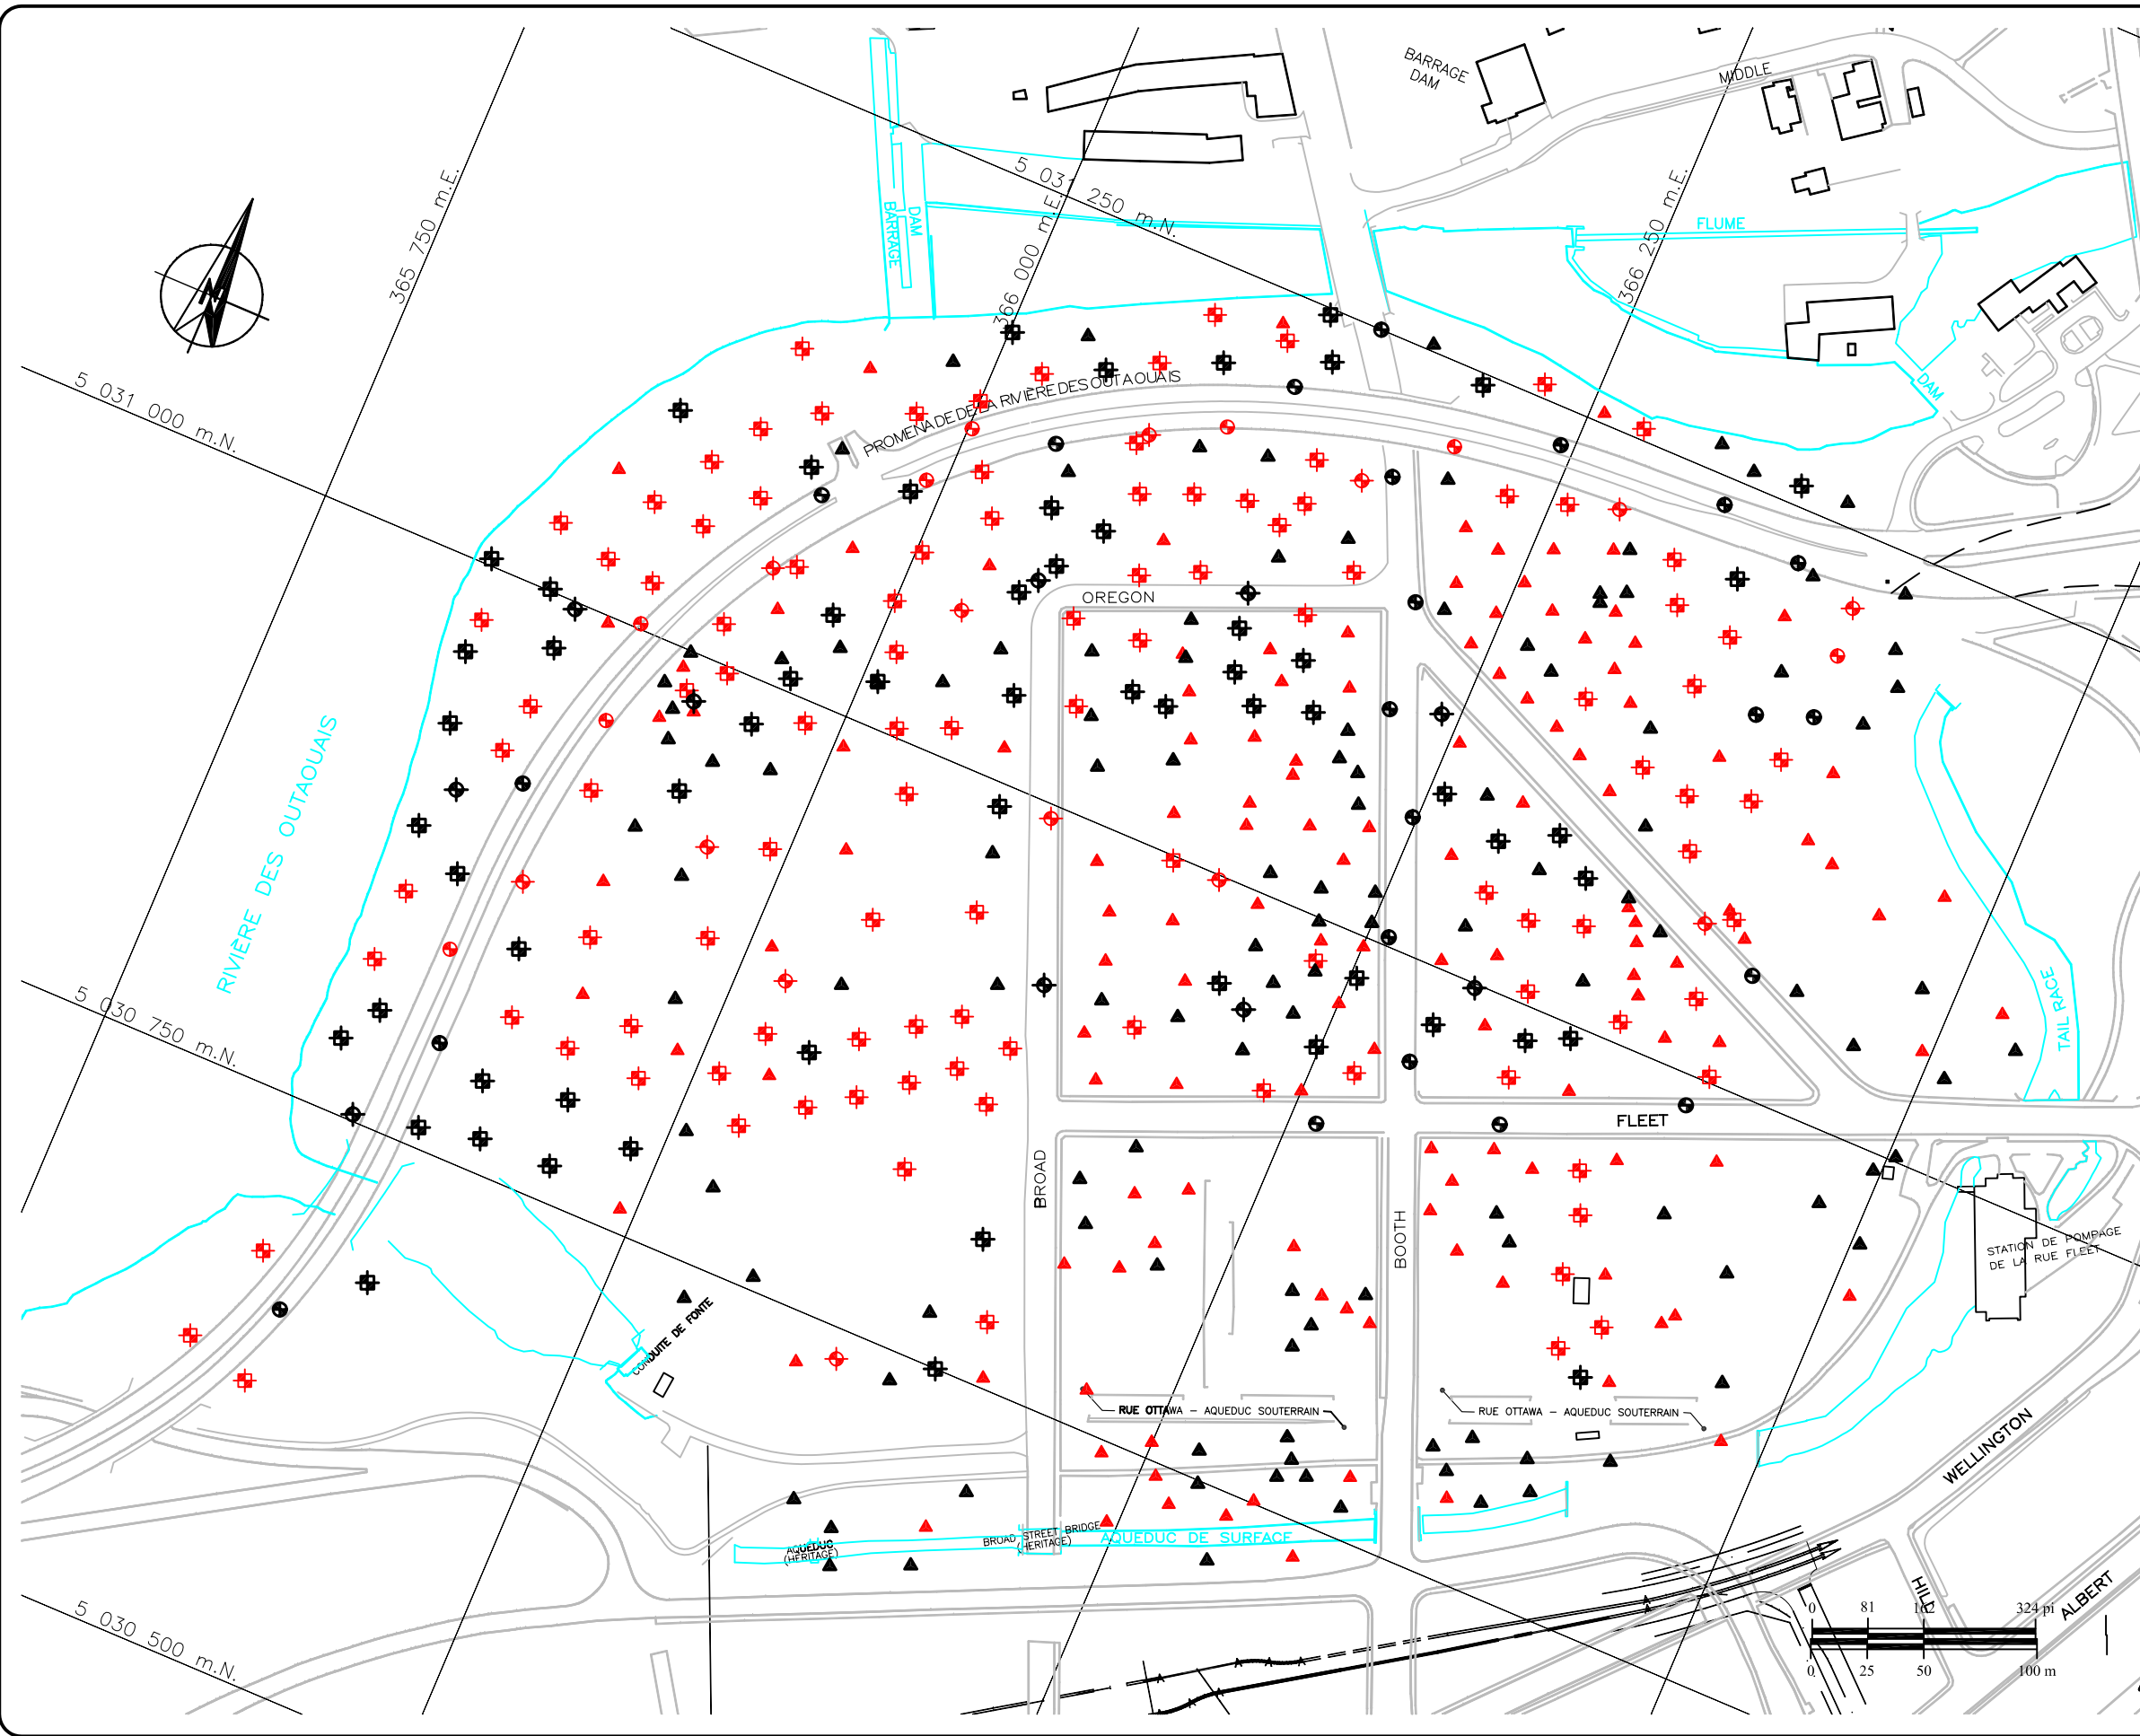 BARRAGE
DAM
MIDDLE
5 031 250 m.N.
365 750 m.E.
366 000 m.E.
366 250 m.E.
DAM
BARRAGE
FLUME
N
5 031 000 m.N.
DAM
PROMENADE DE LA RIVIÈRE DES OUTAOUAIS
OREGON
RIVIÈRE DES OUTAOUAIS
5 030 750 m.N.
TAIL RACE
FLEET
BROAD
BOOTH
STATION DE POMPAGE
DE LA RUE FLEET
CONDUITE DE FONTE
RUE OTTAWA – AQUEDUC SOUTERRAIN
RUE OTTAWA – AQUEDUC SOUTERRAIN
WELLINGTON
BROAD STREET BRIDGE
(HERITAGE)
AQUEDUC DE SURFACE
AQUEDUC
(HERITAGE)
5 030 500 m.N.
ALBERT
0 81 162 324 pi
0 25 50 100 m